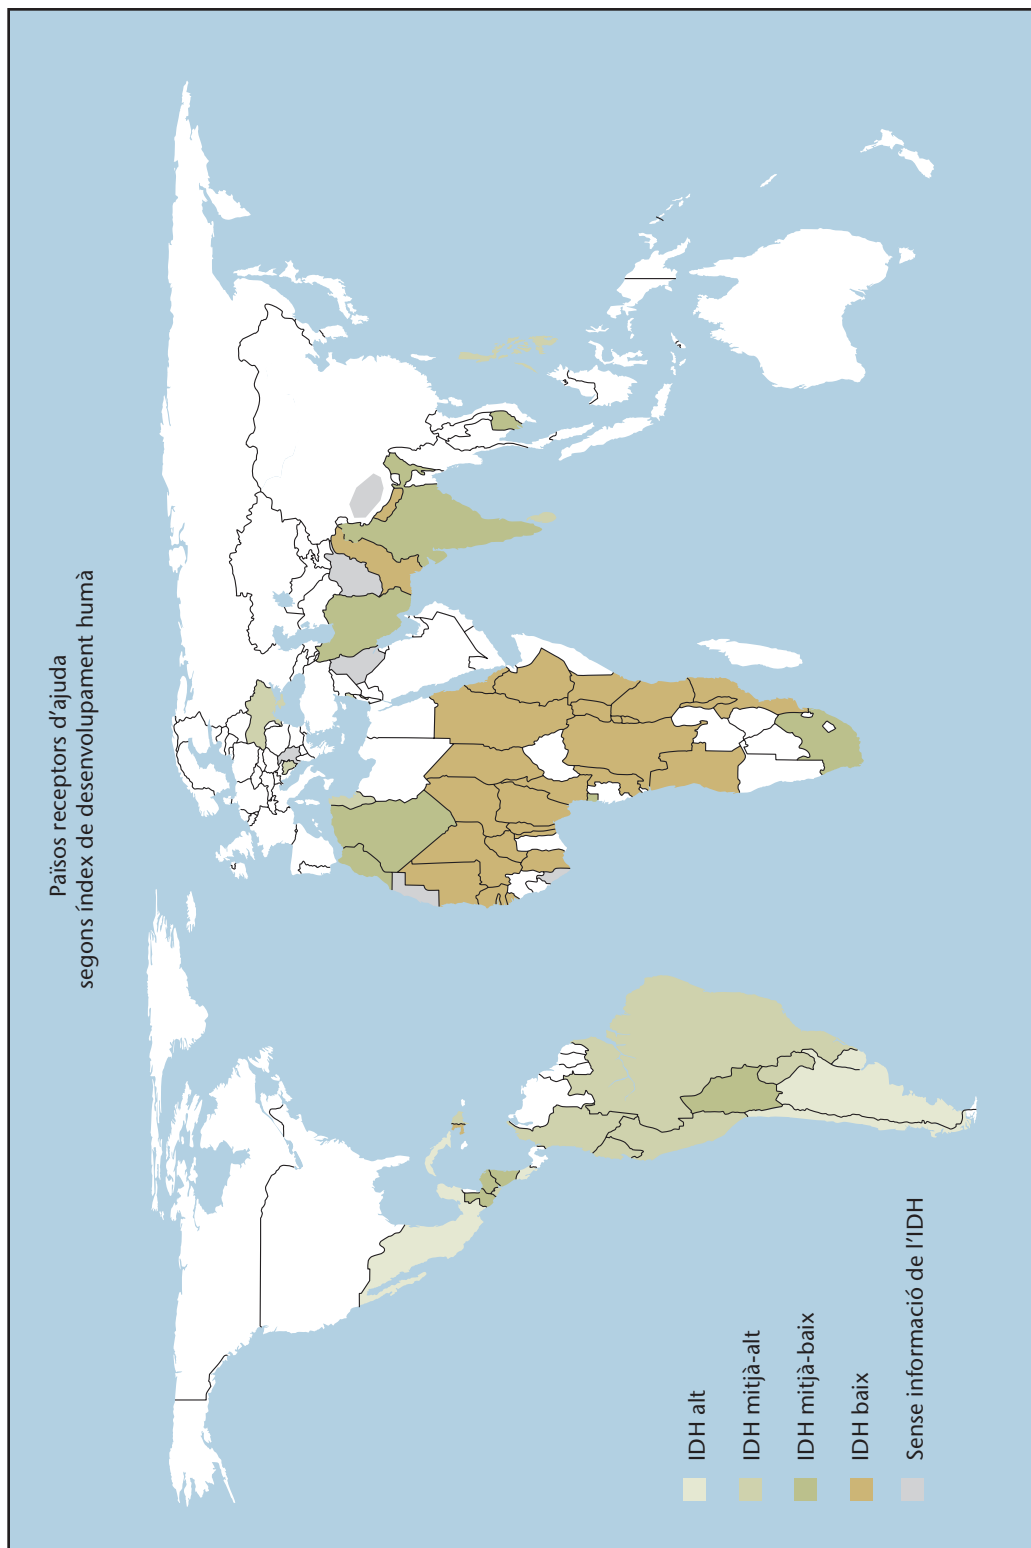 Països receptors d'ajuda
segons índex de desenvolupament humà
IDH alt
IDH mitjà-alt
IDH mitjà-baix
IDH baix
Sense informació de l'IDH